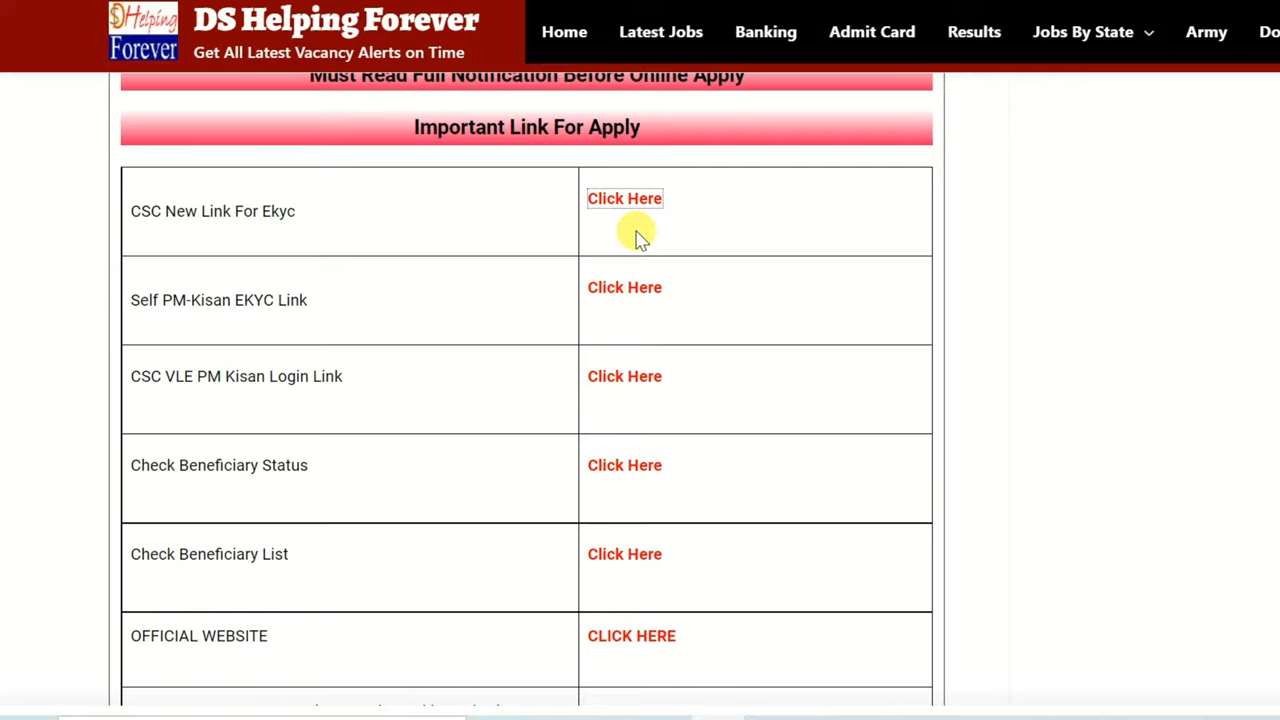 DHelping
Forever
DS Helping Forever
Get All Latest Vacancy Alerts on Time
Home Latest Jobs Banking Admit Card Results Jobs By State Army Do
Must Read Full Notification Before Online Apply
Important Link For Apply
CSC New Link For Ekyc Click Here
Self PM-Kisan EKYC Link Click Here
CSC VLE PM Kisan Login Link Click Here
Check Beneficiary Status Click Here
Check Beneficiary List Click Here
OFFICIAL WEBSITE CLICK HERE